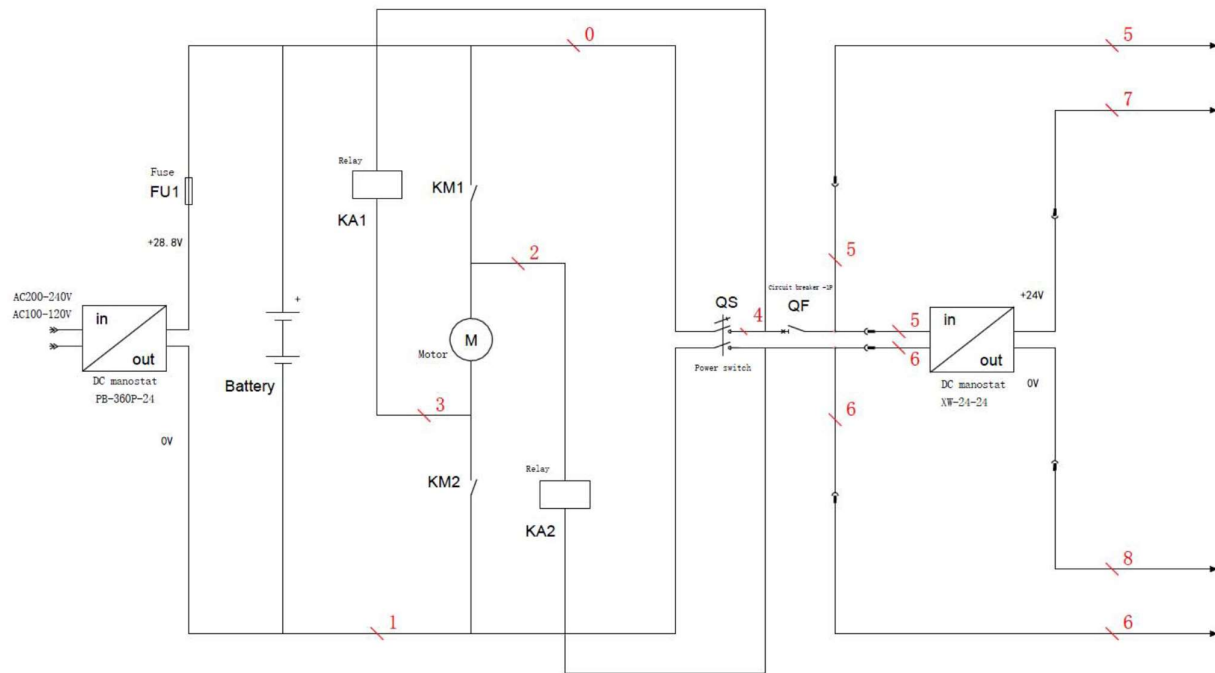 0
5
7
Fuse
FU1
Relay
KA1
KM1
+28.8V
2
5
Circuit breaker -1P
AC200-240V
AC100-120V
in
out
DC manostat
PB-360P-24
0V
+
Battery
M
Motor
QS
4
QF
Power switch
5
6
+24V
in
out
DC manostat
XW-24-24
0V
3
6
KM2
Relay
KA2
8
1
6